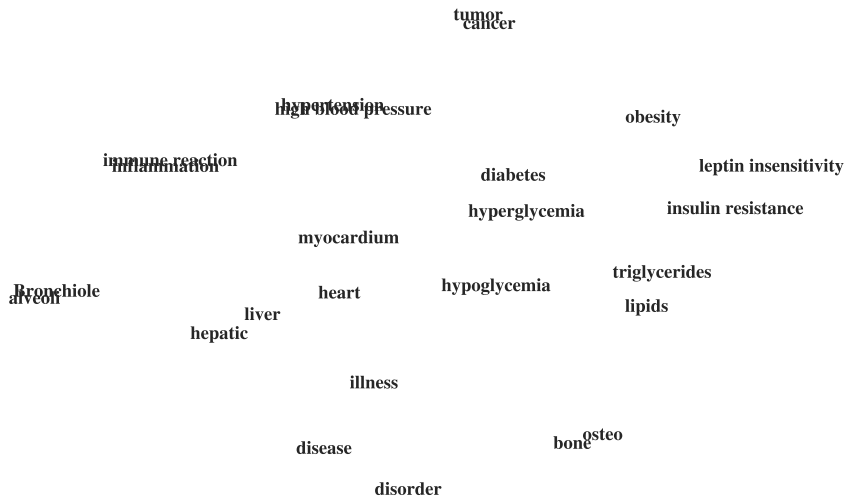 tumor
cancer
hypertension
high blood pressure
obesity
immune reaction
inflammation
leptin insensitivity
diabetes
hyperglycemia
insulin resistance
myocardium
triglycerides
hypoglycemia
Bronchiole
heart
alveoli
lipids
liver
hepatic
illness
osteo
bone
disease
disorder